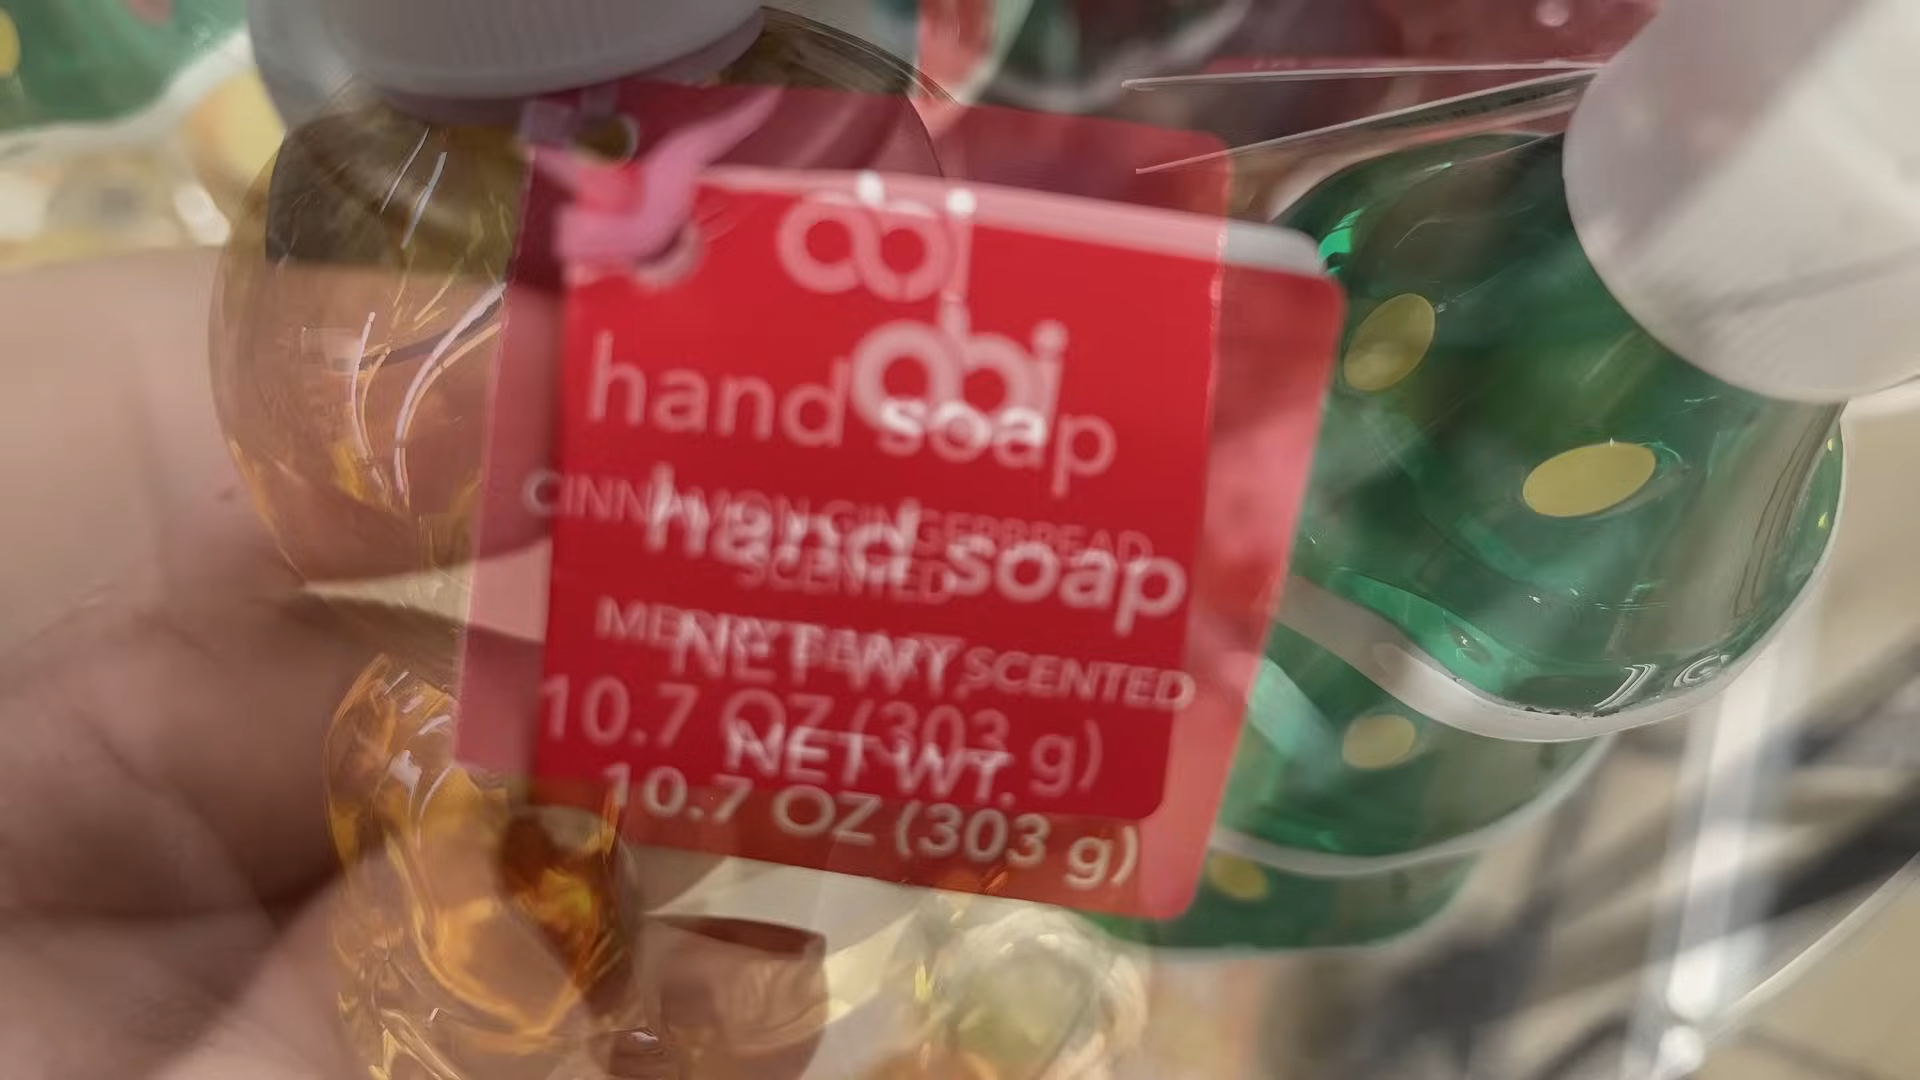 obi
hand soap
CINNAMON GINGERBREAD
SCENTED
NET WT.
10.7 OZ (303 g)
obi
hand soap
MERRY BERRY SCENTED
NET WT.
10.7 OZ (303 g)